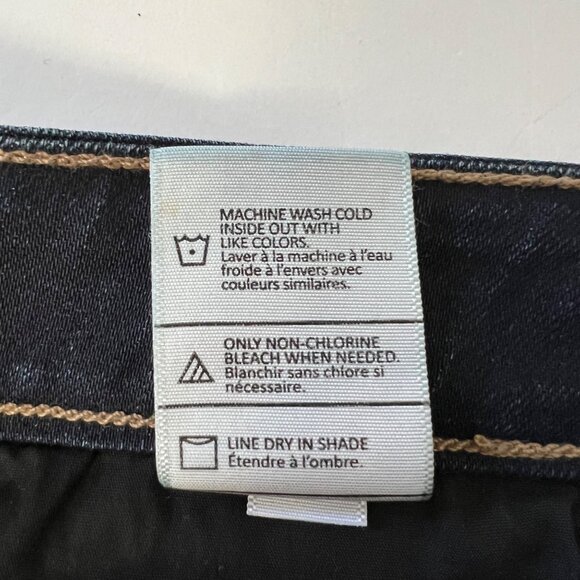 MACHINE WASH COLD
INSIDE OUT WITH
LIKE COLORS.
Laver à la machine à l'eau
froide à l'envers avec
couleurs similaires.
ONLY NON-CHLORINE
BLEACH WHEN NEEDED.
Blanchir sans chlore si
nécessaire.
LINE DRY IN SHADE
Étendre à l'ombre.